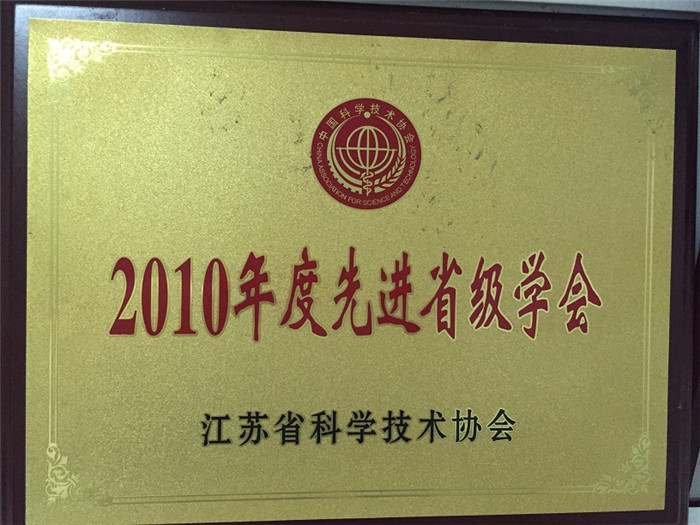 中国科学技术协会
CHINA ASSOCIATION FOR SCIENCE AND TECHNOLOGY
2010年度先进省级学会
江苏省科学技术协会